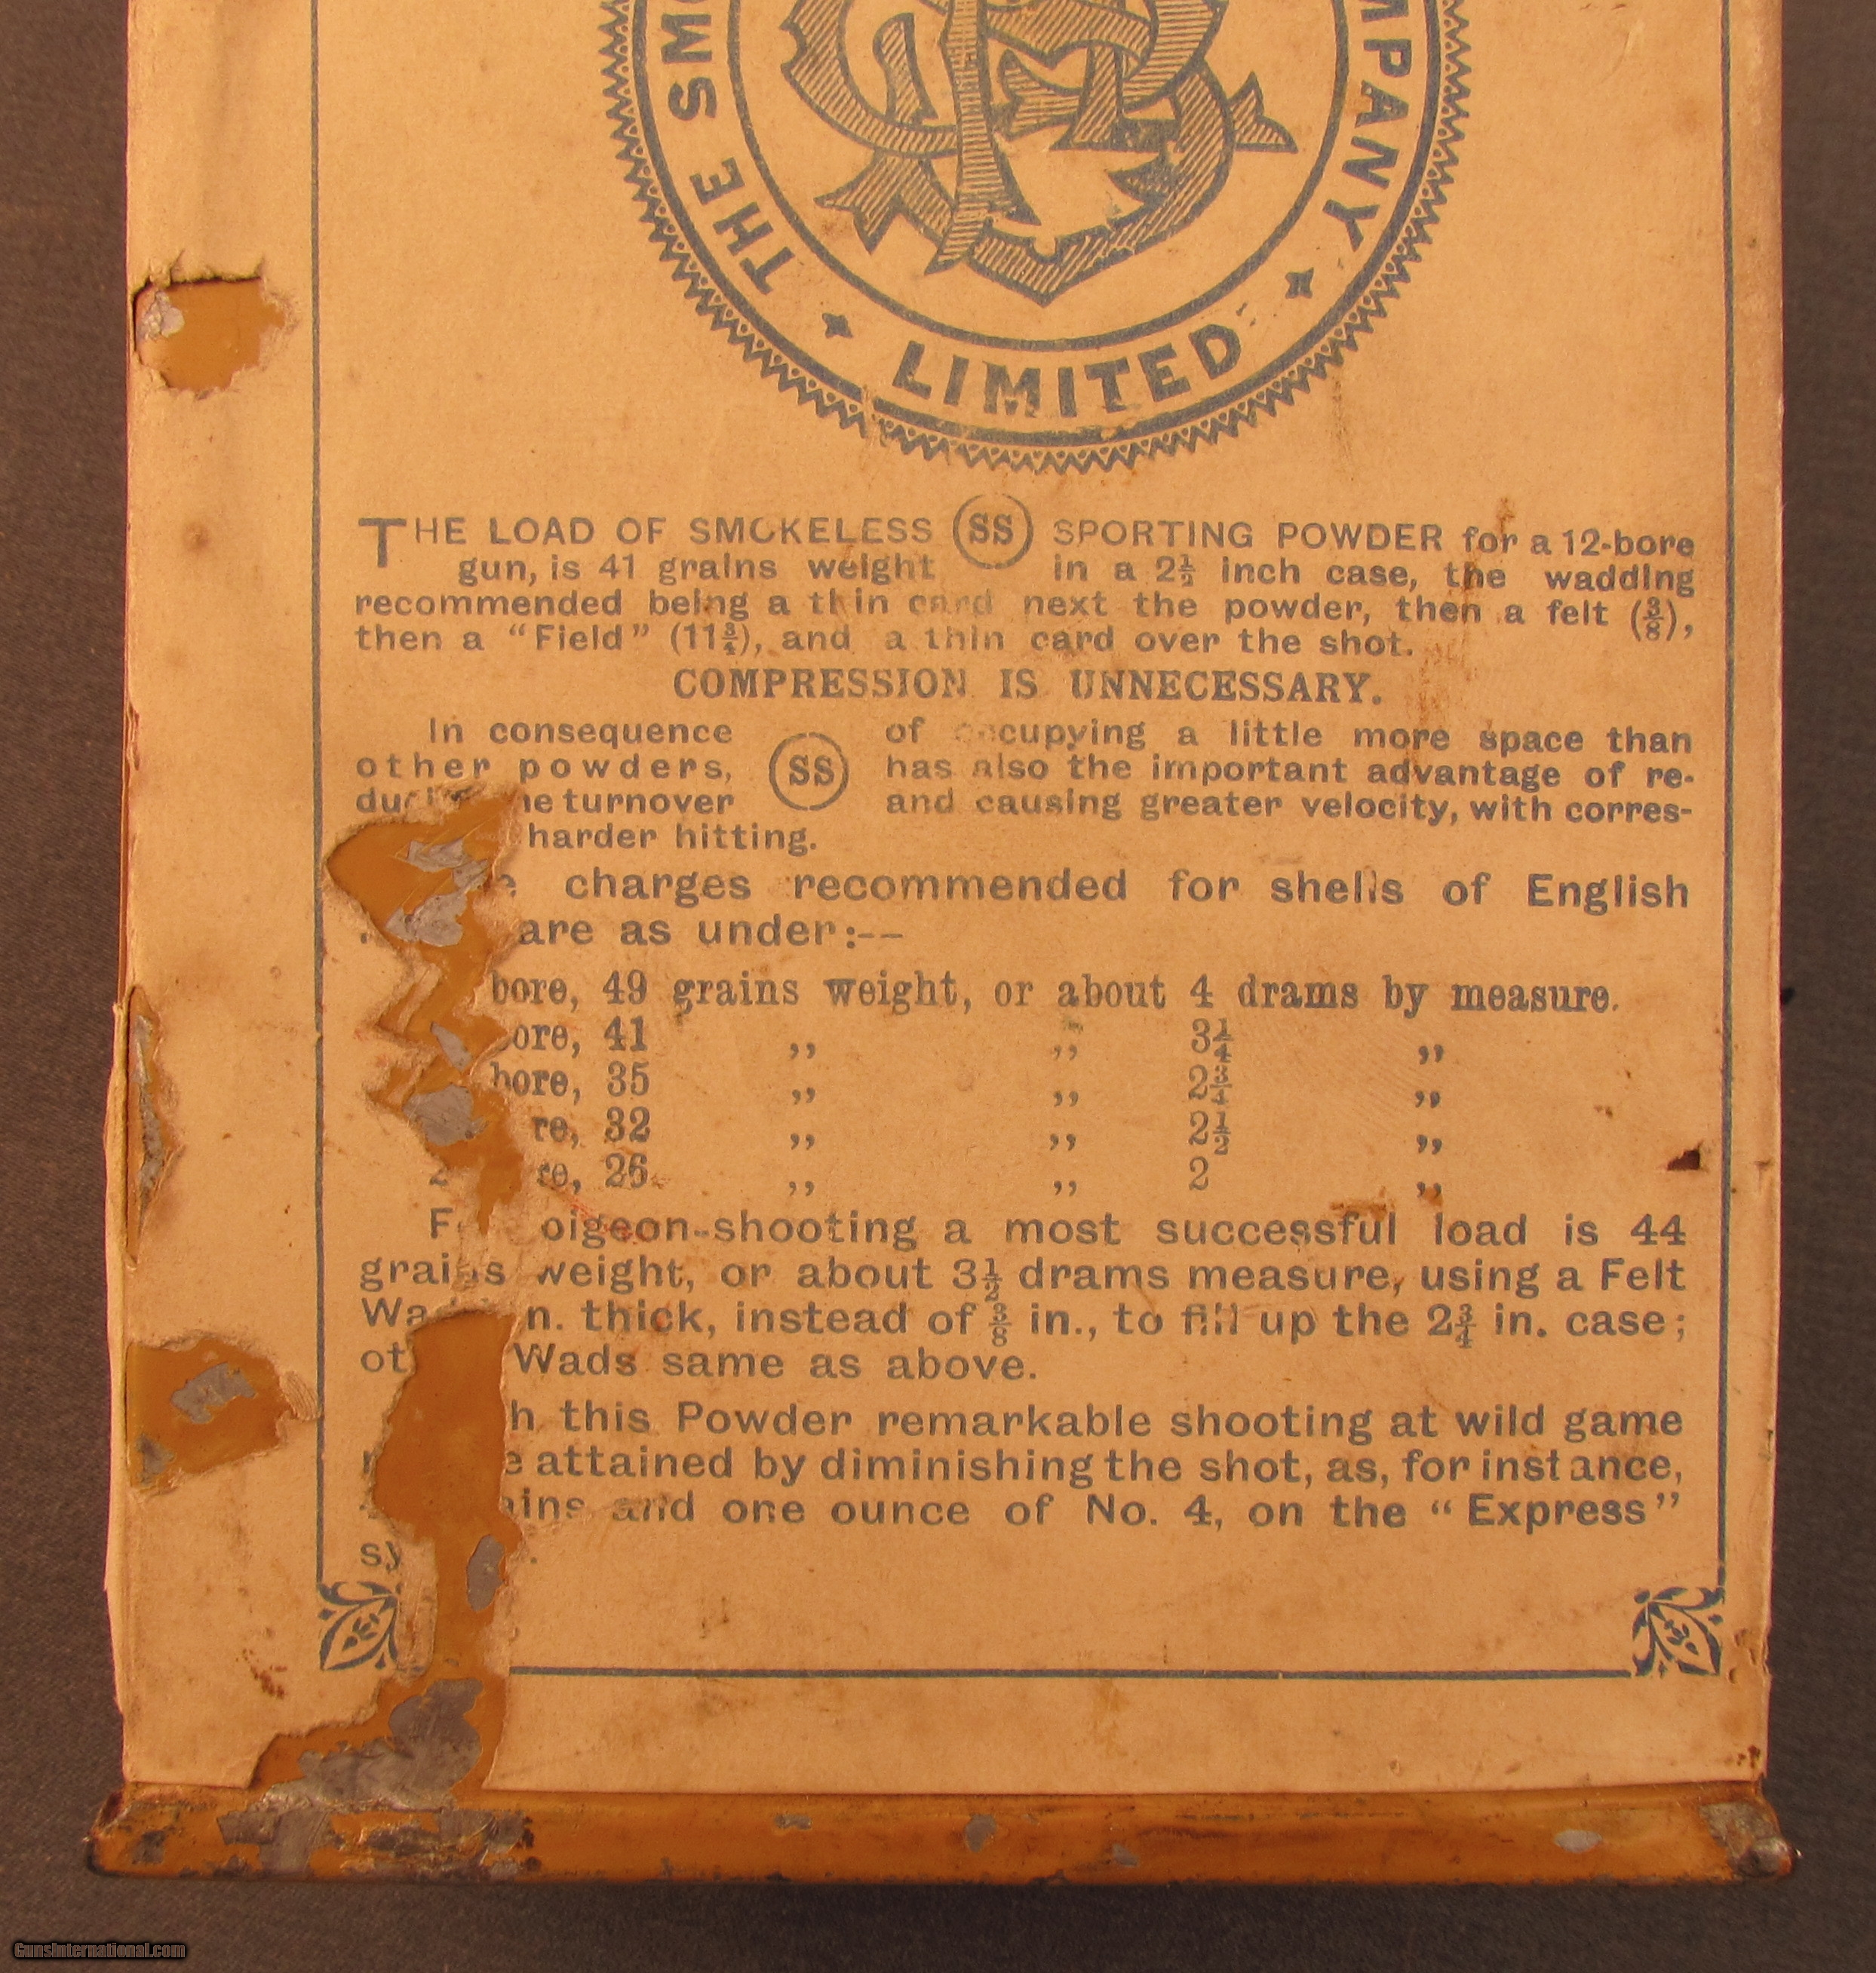 THE SM MPANY
LIMITED
THE LOAD OF SMOKELESS SS SPORTING POWDER for a 12-bore
gun, is 41 grains weight in a 2½ inch case, the wadding
recommended being a thin card next the powder, then a felt (⅜),
then a “Field” (11¾), and a thin card over the shot.
COMPRESSION IS UNNECESSARY.
In consequence of occupying a little more space than
other powders, SS has also the important advantage of re-
turnover and causing greater velocity, with corres-
harder hitting.
charges recommended for shells of English
are as under:--
bore, 49 grains weight, or about 4 drams by measure.
bore, 41 ,, ,, 3¼ ,,
bore, 35 ,, ,, 2¾ ,,
32 ,, ,, 2½ ,,
26 ,, ,, 2 ,,
pigeon-shooting a most successful load is 44
grains weight, or about 3½ drams measure, using a Felt
thick, instead of ⅜ in., to fill up the 2¾ in. case;
Wads same as above.
this Powder remarkable shooting at wild game
attained by diminishing the shot, as, for instance,
and one ounce of No. 4, on the “Express”
GunsInternational.com